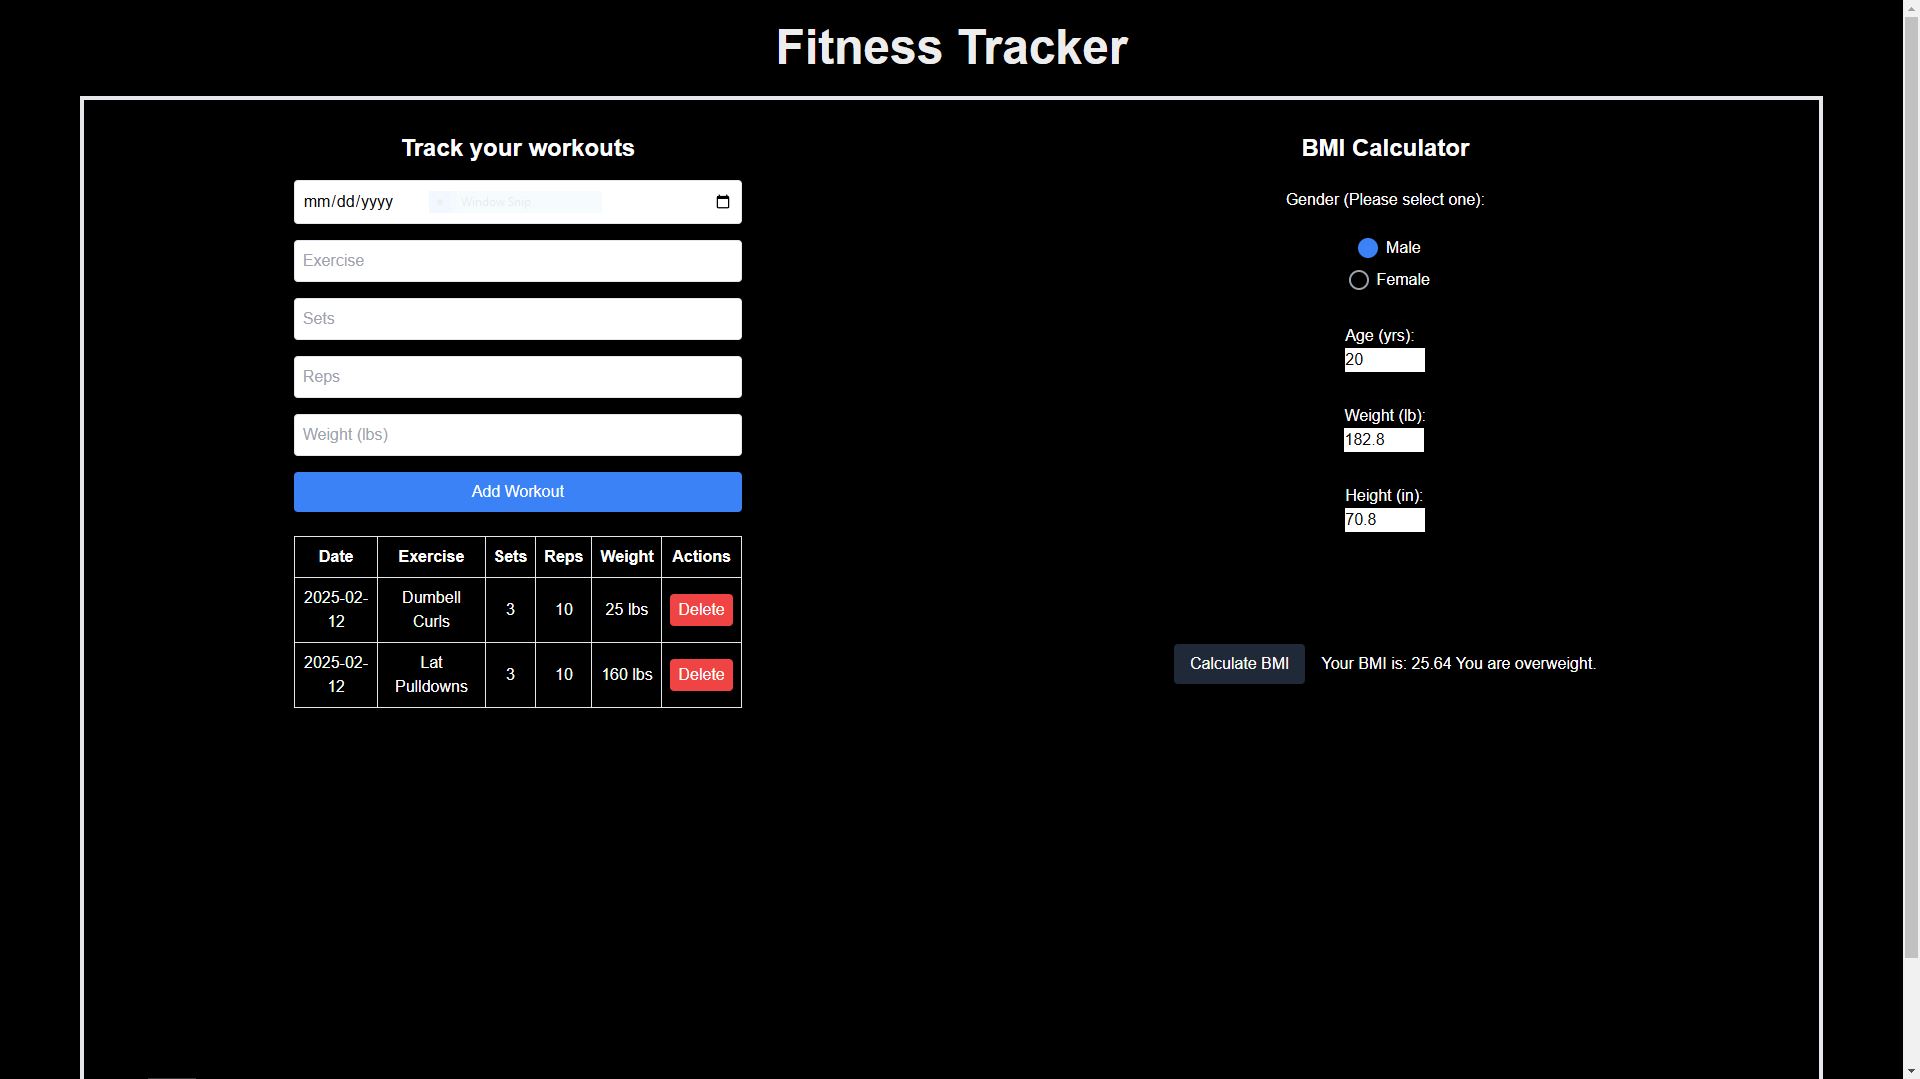 Fitness Tracker
Track your workouts
mm/dd/yyyy
Window Snip
Exercise
Sets
Reps
Weight (lbs)
Add Workout
Date Exercise Sets Reps Weight Actions
2025-02-12 Dumbell Curls 3 10 25 lbs Delete
2025-02-12 Lat Pulldowns 3 10 160 lbs Delete
BMI Calculator
Gender (Please select one):
Male
Female
Age (yrs):
20
Weight (lb):
182.8
Height (in):
70.8
Calculate BMI Your BMI is: 25.64 You are overweight.